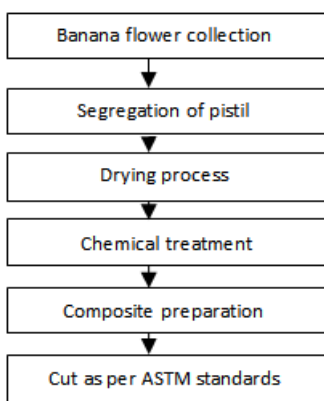 Banana flower collection
Segregation of pistil
Drying process
Chemical treatment
Composite preparation
Cut as per ASTM standards